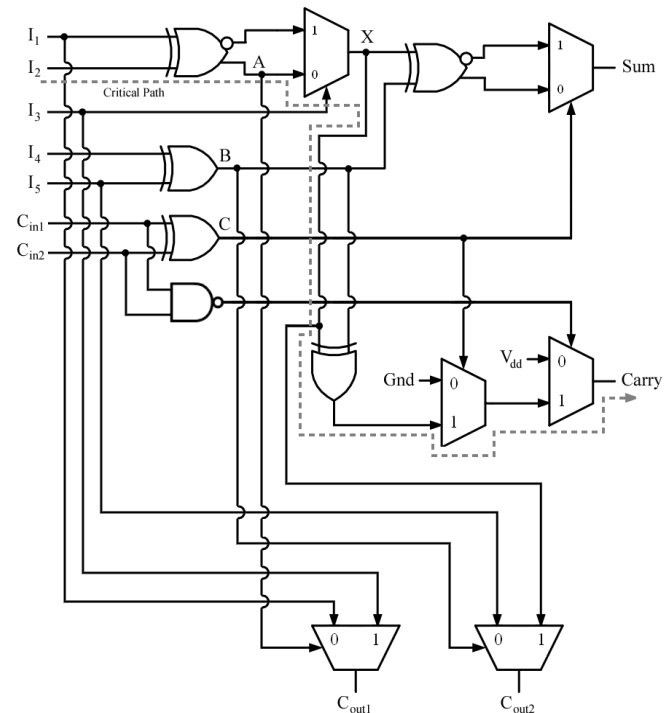 I1
X
1
Sum
1
I2
A
0
0
Critical Path
I3
I4
B
I5
Cin1
C
Cin2
Vdd
0
Gnd
0
Carry
1
1
0 1
0 1
Cout1
Cout2